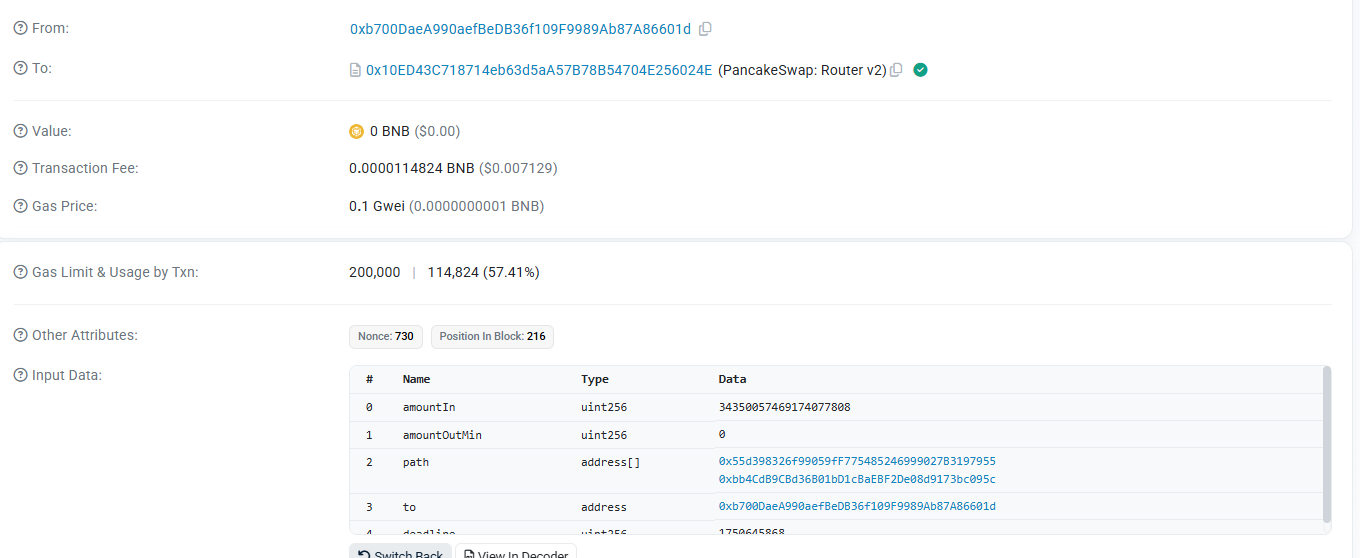 From: 0xb700DaeA990aefBeDB36f109F9989Ab87A86601d
To: 0x10ED43C718714eb63d5aA57B78B54704E256024E (PancakeSwap: Router v2)
Value: 0 BNB ($0.00)
Transaction Fee: 0.0000114824 BNB ($0.007129)
Gas Price: 0.1 Gwei (0.0000000001 BNB)
Gas Limit & Usage by Txn: 200,000 | 114,824 (57.41%)
Other Attributes: Nonce: 730 Position In Block: 216
Input Data:
# Name Type Data
0 amountIn uint256 34350057469174077808
1 amountOutMin uint256 0
2 path address[] 0x55d398326f99059fF775485246999027B3197955
0xbb4CdB9CBd36B01bD1cBaEBF2De08d9173bc095c
3 to address 0xb700DaeA990aefBeDB36f109F9989Ab87A86601d
4 deadline uint256 1750645868
Switch Back View In Decoder